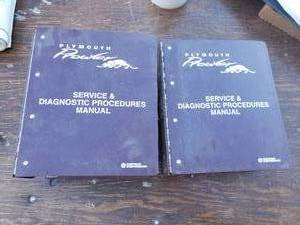 PLYMOUTH
Prowler
SERVICE &
DIAGNOSTIC PROCEDURES
MANUAL
PLYMOUTH
Prowler
SERVICE &
DIAGNOSTIC PROCEDURES
MANUAL